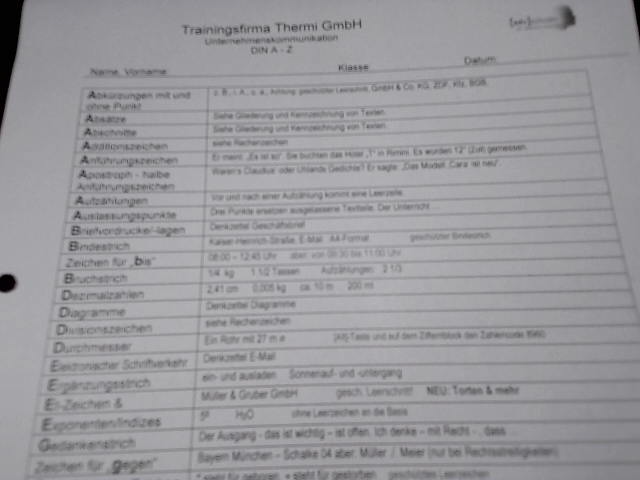 Trainingsfirma Thermi GmbH
Unternehmenskommunikation
DIN A - Z
Name, Vorname Klasse Datum
Abkürzungen mit und ohne Punkt z. B., i. A., u. a., Achtung: geschützter Leerschritt, GmbH & Co. KG, ZDF, Kfz, BGB
Absätze Siehe Gliederung und Kennzeichnung von Texten.
Abschnitte Siehe Gliederung und Kennzeichnung von Texten.
Additionszeichen siehe Rechenzeichen
Anführungszeichen Er meint: „Es ist so“. Sie buchten das Hotel „T“ in Rimini. Es wurden 12" (Zoll) gemessen.
Apostroph - halbe Anführungszeichen Waren's Claudius' oder Uhlands Gedichte? Er sagte: „Das Modell ‚Cara' ist neu“.
Aufzählungen Vor und nach einer Aufzählung kommt eine Leerzeile.
Auslassungspunkte Drei Punkte ersetzen ausgelassene Textteile. Der Unterricht ...
Briefvordrucke/-lagen Denkzettel Geschäftsbrief
Bindestrich Kaiser-Heinrich-Straße, E-Mail A4-Format geschützter Bindestrich
Zeichen für „bis“ 08:00 – 12:45 Uhr aber: von 09:30 bis 11:00 Uhr
Bruchstrich 1/4 kg 1 1/2 Tassen Aufzählungen 2 1/3
Dezimalzahlen 2,41 cm 0,005 kg ca. 10 m 200 ml
Diagramme Denkzettel Diagramme
Divisionszeichen siehe Rechenzeichen
Durchmesser Ein Rohr mit 27 m ø [Alt]-Taste und auf dem Ziffernblock den Zahlencode
Elektronischer Schriftverkehr Denkzettel E-Mail
Ergänzungsstrich ein- und ausladen Sonnenauf- und -untergang
Et-Zeichen & Müller & Gruber GmbH gesch. Leerschritt! NEU: Torten & mehr
Exponenten/Indizes H2O ohne Leerzeichen an die Basis
Gedankenstrich Der Ausgang - das ist wichtig – ist offen. Ich denke – mit Recht - , dass ...
Zeichen für „gegen“ Bayern München – Schalke 04 aber: Müller ./. Meier (nur bei Rechtsstreitigkeiten)
* steht für geboren, + steht für gestorben geschütztes Leerzeichen